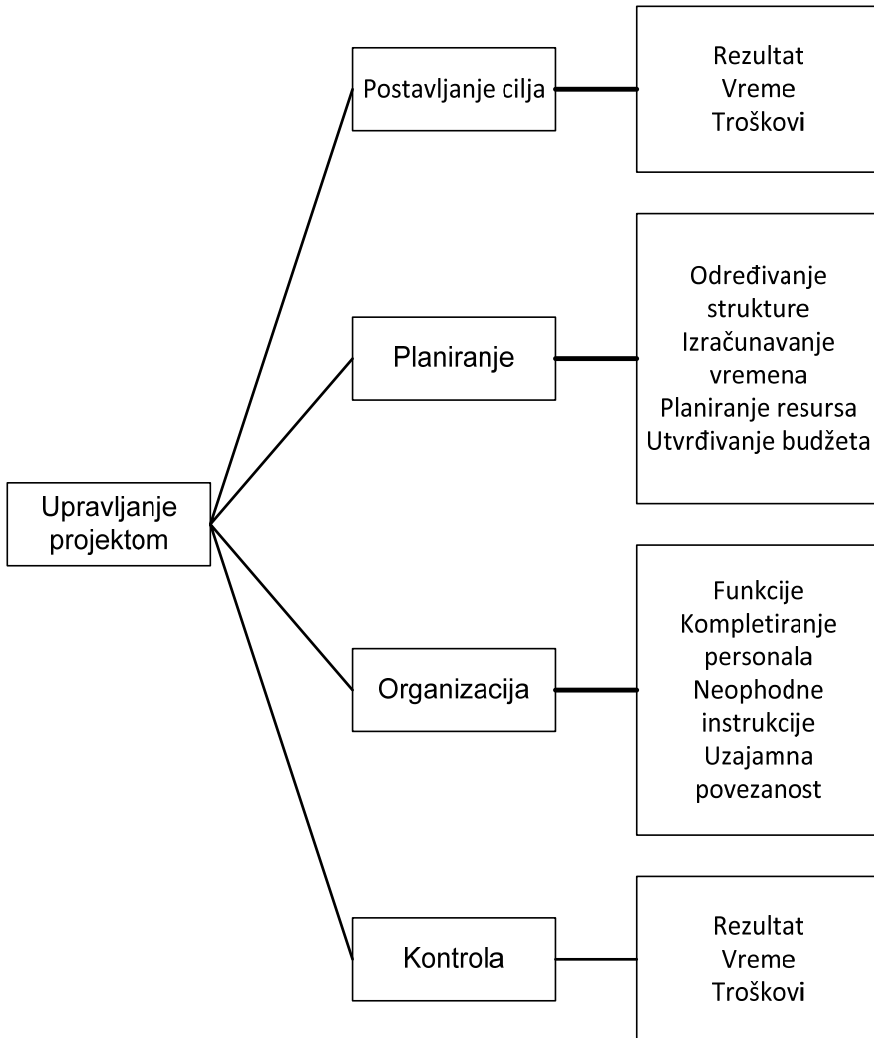 Upravljanje
projektom
Postavljanje cilja
Rezultat
Vreme
Troškovi
Planiranje
Određivanje
strukture
Izračunavanje
vremena
Planiranje resursa
Utvrđivanje budžeta
Organizacija
Funkcije
Kompletiranje
personala
Neophodne
instrukcije
Uzajamna
povezanost
Kontrola
Rezultat
Vreme
Troškovi